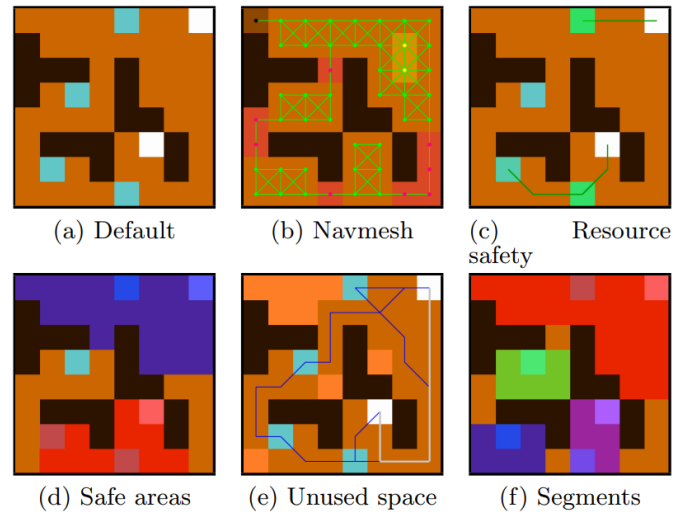 (a) Default
(b) Navmesh
(c) Resource
safety
(d) Safe areas
(e) Unused space
(f) Segments